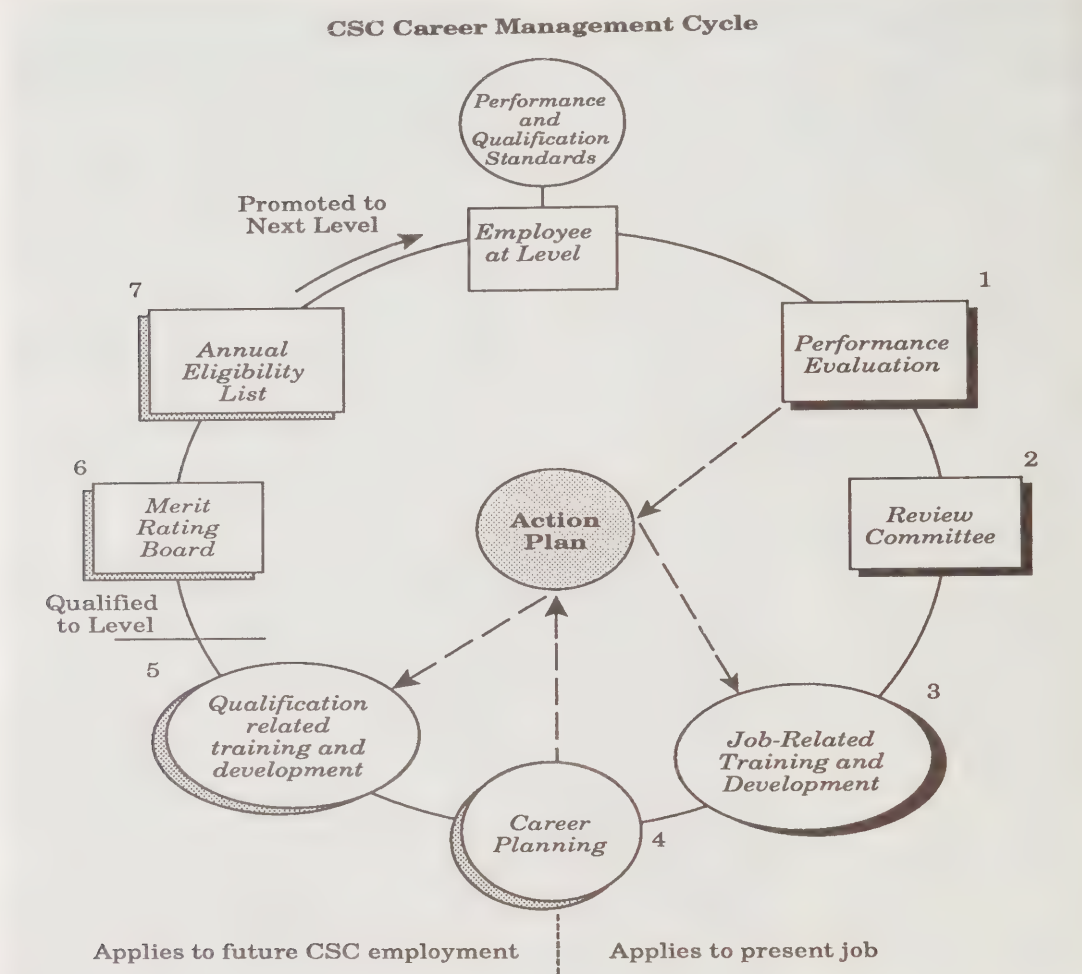 CSC Career Management Cycle
Performance
and
Qualification
Standards
Promoted to
Next Level
Employee
at Level
7
1
Annual
Eligibility
List
Performance
Evaluation
6
2
Merit
Rating
Board
Action
Plan
Review
Committee
Qualified
to Level
5
3
Qualification
related
training and
development
Job-Related
Training and
Development
Career
Planning
4
Applies to future CSC employment
Applies to present job